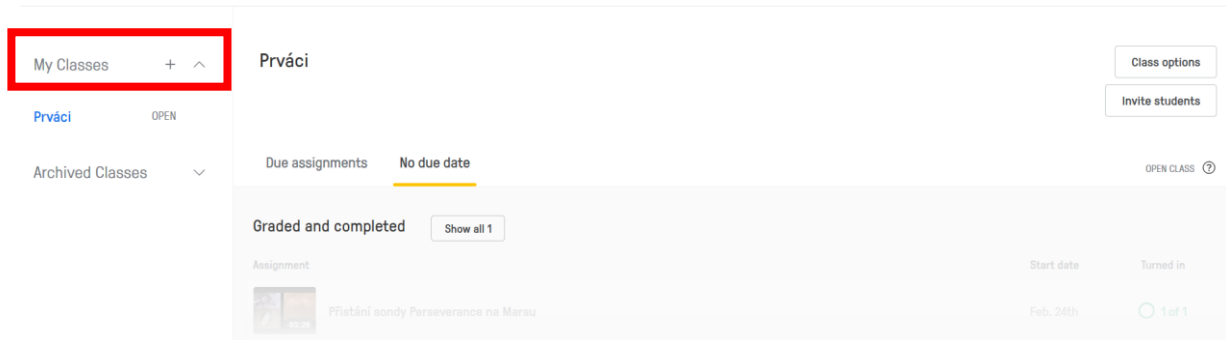 My Classes
Prváci OPEN
Archived Classes
Prváci
Class options
Invite students
Due assignments No due date
OPEN CLASS ?
Graded and completed Show all 1
Assignment Start date Turned in
03:28 Přistání sondy Perseverance na Marsu Feb. 24th 1 of 1